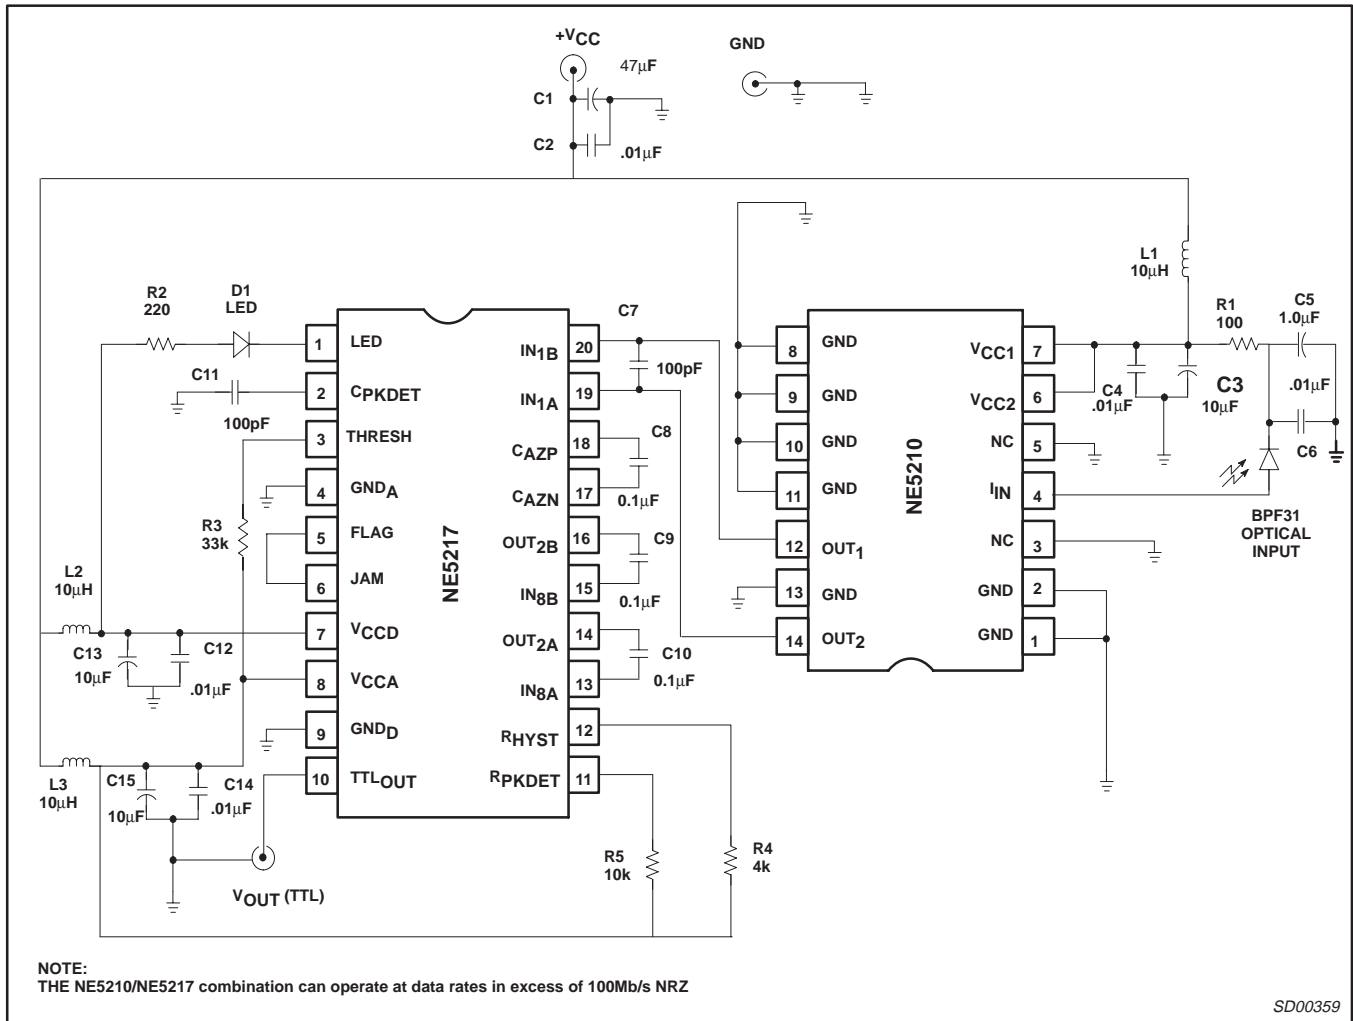 +VCC
GND
47μF
C1
C2
.01μF
L1
10μH
R2
220
D1
LED
C7
R1
100
C5
1.0μF
1
LED
IN1B
20
8
GND
VCC1
7
100pF
C11
100pF
2
CPKDET
IN1A
19
9
GND
VCC2
6
C4
.01μF
C3
10μF
.01μF
C6
3
THRESH
CAZP
18
C8
10
GND
NC
5
4
GNDA
CAZN
17
0.1μF
11
GND
IIN
4
R3
33k
5
FLAG
OUT2B
16
C9
12
OUT1
NC
3
BPF31
OPTICAL
INPUT
NE5217
NE5210
L2
10μH
6
JAM
IN8B
15
0.1μF
13
GND
GND
2
7
VCCD
OUT2A
14
C10
14
OUT2
GND
1
C13
10μF
C12
.01μF
8
VCCA
IN8A
13
0.1μF
9
GNDD
RHYST
12
L3
10μH
C15
10μF
C14
.01μF
10
TTLOUT
RPKDET
11
R5
10k
R4
4k
VOUT (TTL)
NOTE:
THE NE5210/NE5217 combination can operate at data rates in excess of 100Mb/s NRZ
SD00359